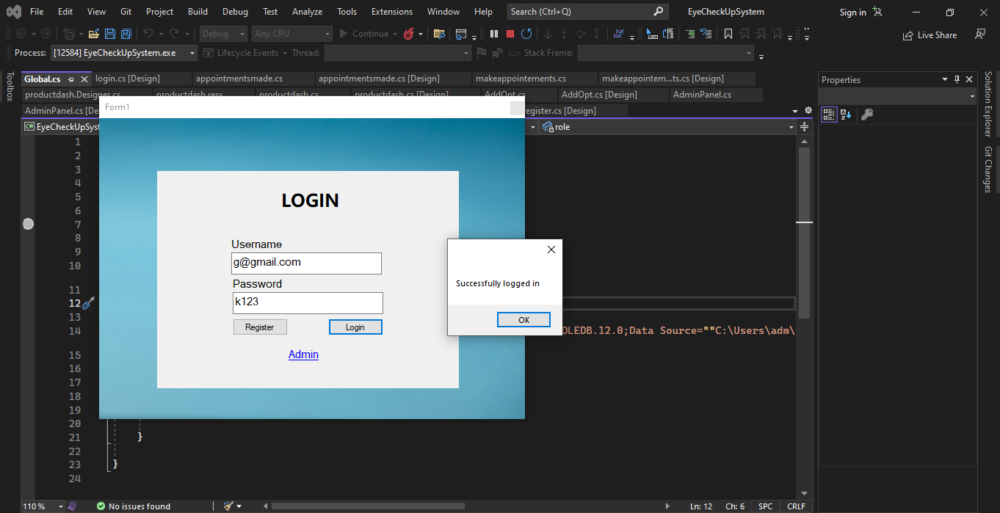 File Edit View Git Project Build Debug Test Analyze Tools Extensions Window Help Search (Ctrl+Q) EyeCheckUpSystem Sign in
Debug Any CPU Continue Live Share
Process: [12584] EyeCheckUpSystem.exe Lifecycle Events Thread: Stack Frame:
Toolbox
Global.cs login.cs [Design] appointmentsmade.cs appointmentsmade.cs [Design] makeappointements.cs makeappointem...ts.cs [Design]
productdash.Designer.cs productdash.resx productdash.cs productdash.cs [Design] AddOpt.cs AddOpt.cs [Design] AdminPanel.cs
AdminPanel.cs [De register.cs [Design]
EyeCheckUpSyst role
Properties
Solution Explorer
Git Changes
Form1
LOGIN
Username
g@gmail.com
Password
k123
Register Login
Admin
Successfully logged in
OK
1
2
3
4
5
6
7
8
9
10
11
12
13
14 OLEDB.12.0;Data Source=""C:\Users\adm\
15
16
17
18
19
20
21 }
22
23 }
24
110 % No issues found Ln: 12 Ch: 6 SPC CRLF